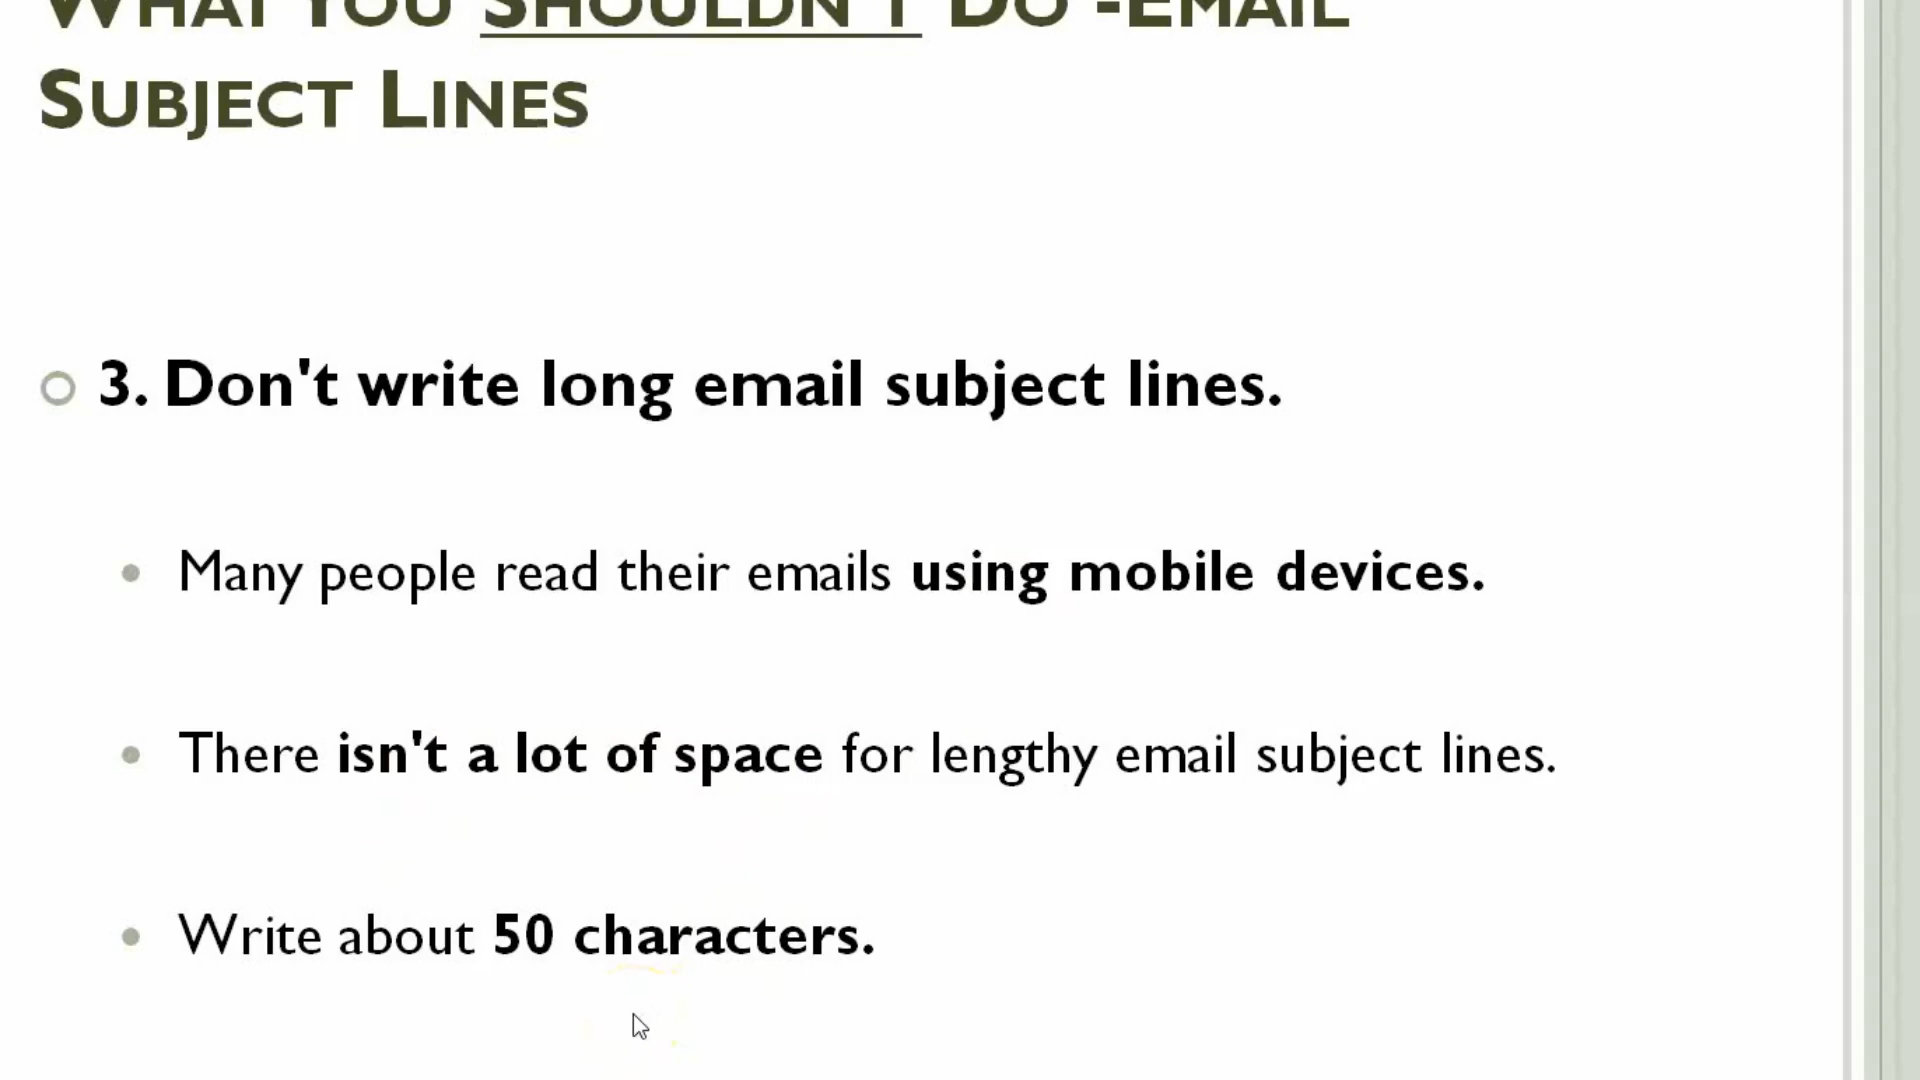 WHAT YOU SHOULDN'T DO -EMAIL
SUBJECT LINES
3. Don't write long email subject lines.
Many people read their emails using mobile devices.
There isn't a lot of space for lengthy email subject lines.
Write about 50 characters.